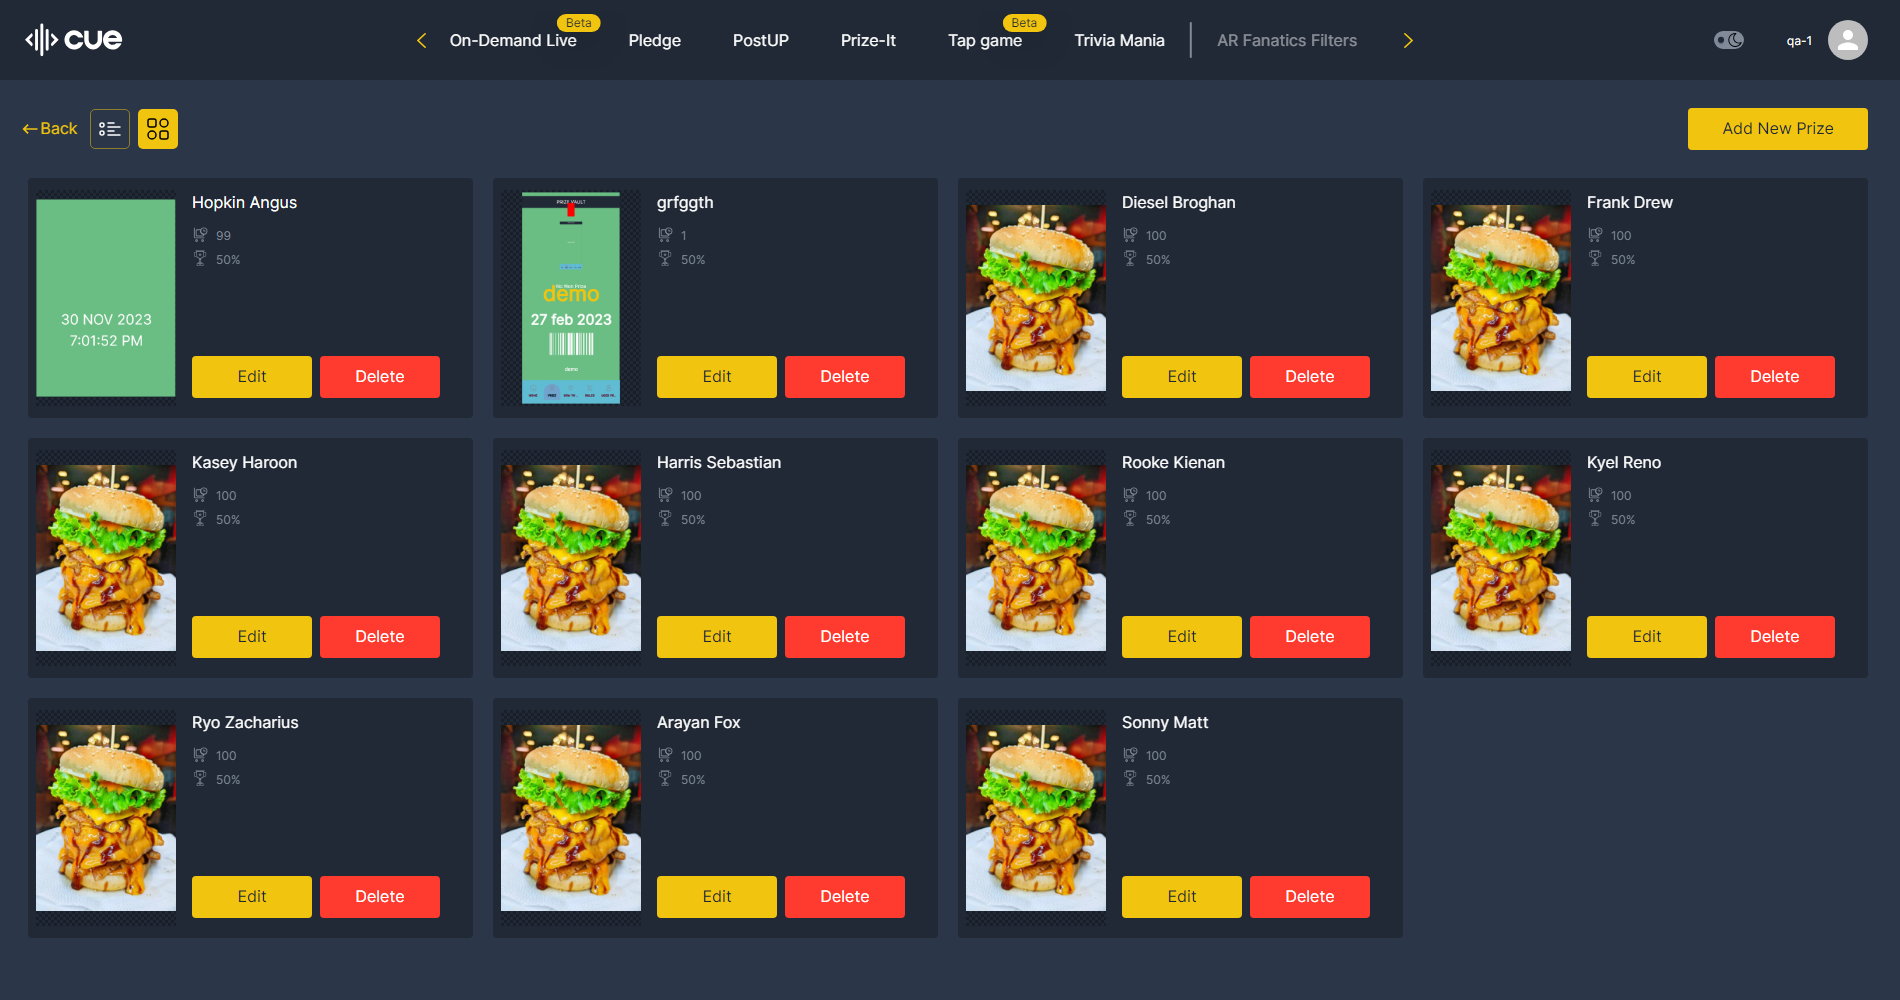 cue
On-Demand Live
Beta
Pledge
PostUP
Prize-It
Tap game
Beta
Trivia Mania
AR Fanatics Filters
qa-1
Back
Add New Prize
Hopkin Angus
99
50%
30 NOV 2023
7:01:52 PM
Edit
Delete
grfggth
1
50%
PRIZE VAULT
demo
27 feb 2023
demo
Edit
Delete
Diesel Broghan
100
50%
Edit
Delete
Frank Drew
100
50%
Edit
Delete
Kasey Haroon
100
50%
Edit
Delete
Harris Sebastian
100
50%
Edit
Delete
Rooke Kienan
100
50%
Edit
Delete
Kyel Reno
100
50%
Edit
Delete
Ryo Zacharius
100
50%
Edit
Delete
Arayan Fox
100
50%
Edit
Delete
Sonny Matt
100
50%
Edit
Delete